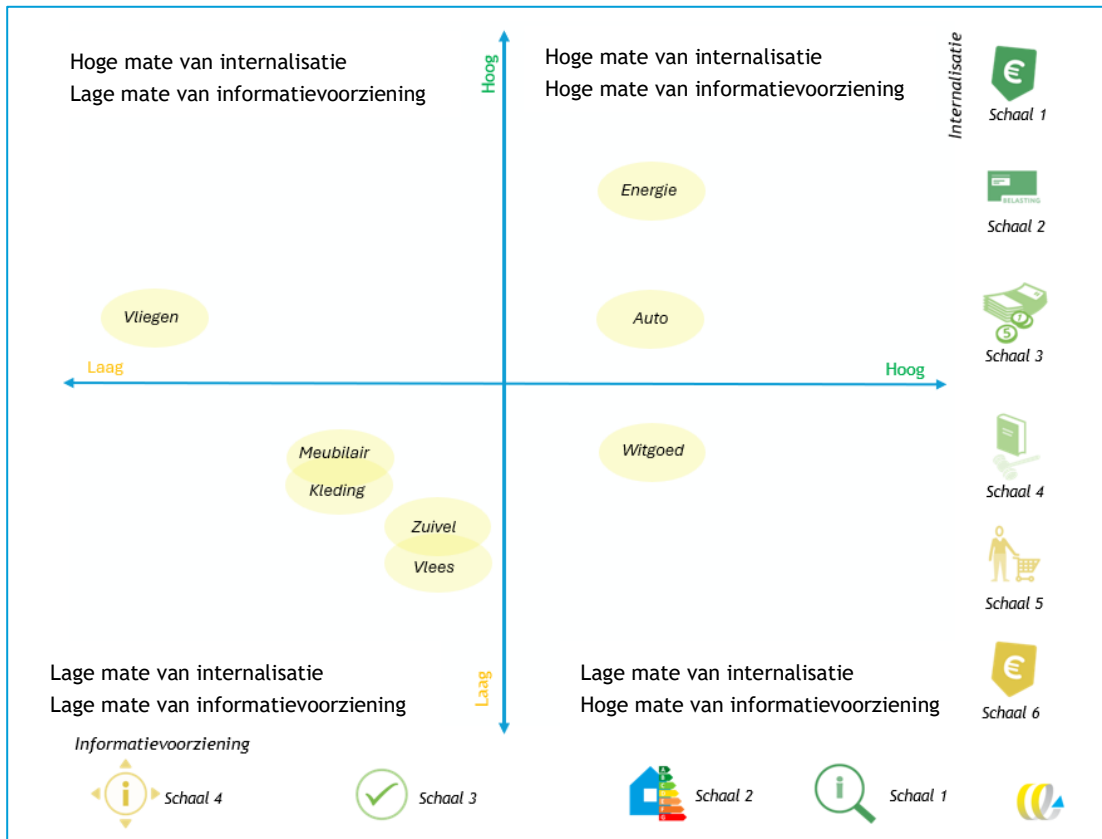 Hoge mate van internalisatie
Lage mate van informatievoorziening
Hoog
Hoge mate van internalisatie
Hoge mate van informatievoorziening
Internalisatie
€
Schaal 1
Energie
BELASTING
Schaal 2
Vliegen
Auto
1
5
Schaal 3
Laag
Hoog
Meubilair
Kleding
Witgoed
Schaal 4
Zuivel
Vlees
Schaal 5
Lage mate van internalisatie
Lage mate van informatievoorziening
Laag
Lage mate van internalisatie
Hoge mate van informatievoorziening
€
Schaal 6
Informatievoorziening
i
Schaal 4
Schaal 3
A
B
C
G
Schaal 2
i
Schaal 1